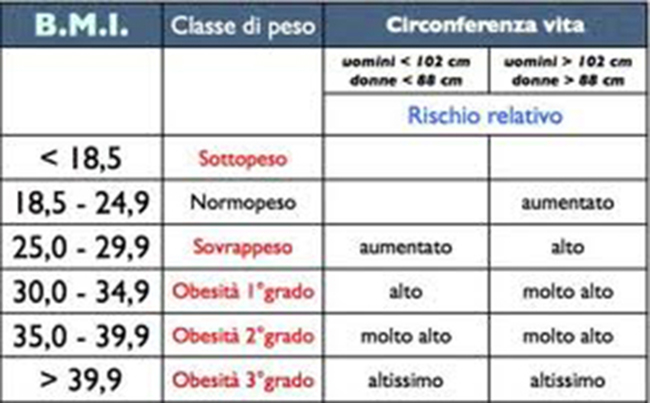 B.M.I. Classe di peso Circonferenza vita
uomini < 102 cm uomini > 102 cm
donne < 88 cm donne > 88 cm
Rischio relativo
< 18,5 Sottopeso
18,5 - 24,9 Normopeso aumentato
25,0 - 29,9 Sovrappeso aumentato alto
30,0 - 34,9 Obesità 1°grado alto molto alto
35,0 - 39,9 Obesità 2°grado molto alto molto alto
> 39,9 Obesità 3°grado altissimo altissimo